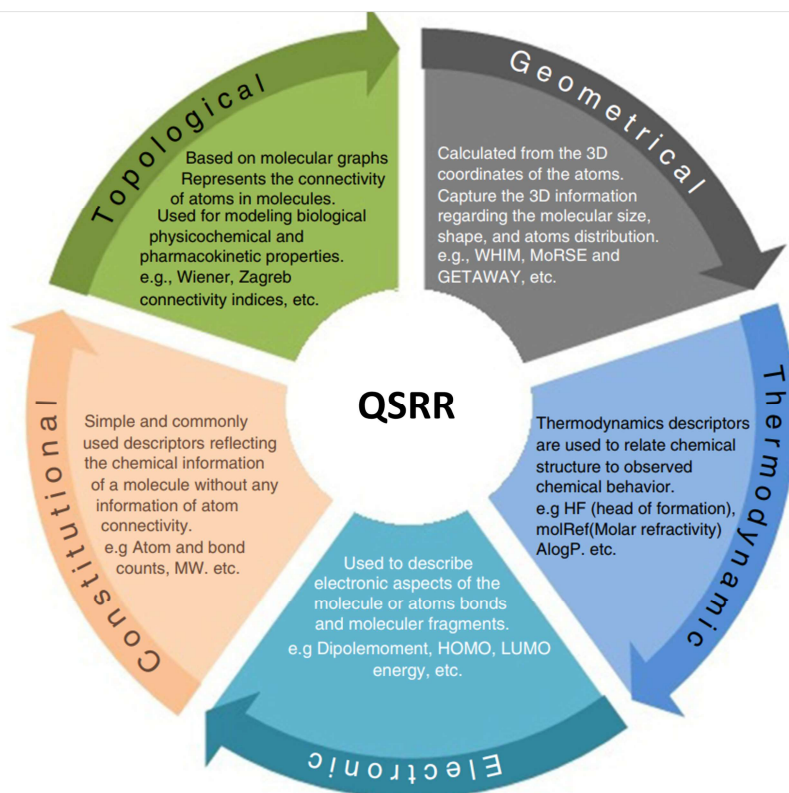 Topological
Based on molecular graphs
Represents the connectivity
of atoms in molecules.
Used for modeling biological
physicochemical and
pharmacokinetic properties.
e.g., Wiener, Zagreb
connectivity indices, etc.
Geometrical
Calculated from the 3D
coordinates of the atoms.
Capture the 3D information
regarding the molecular size,
shape, and atoms distribution.
e.g., WHIM, MoRSE and
GETAWAY, etc.
QSRR
Thermodynamic
Thermodynamics descriptors
are used to relate chemical
structure to observed
chemical behavior.
e.g HF (head of formation),
molRef(Molar refractivity)
AlogP. etc.
Electronic
Used to describe
electronic aspects of the
molecule or atoms bonds
and moleculer fragments.
e.g Dipolemoment, HOMO, LUMO
energy, etc.
Constitutional
Simple and commonly
used descriptors reflecting
the chemical information
of a molecule without any
information of atom
connectivity.
e.g Atom and bond
counts, MW. etc.